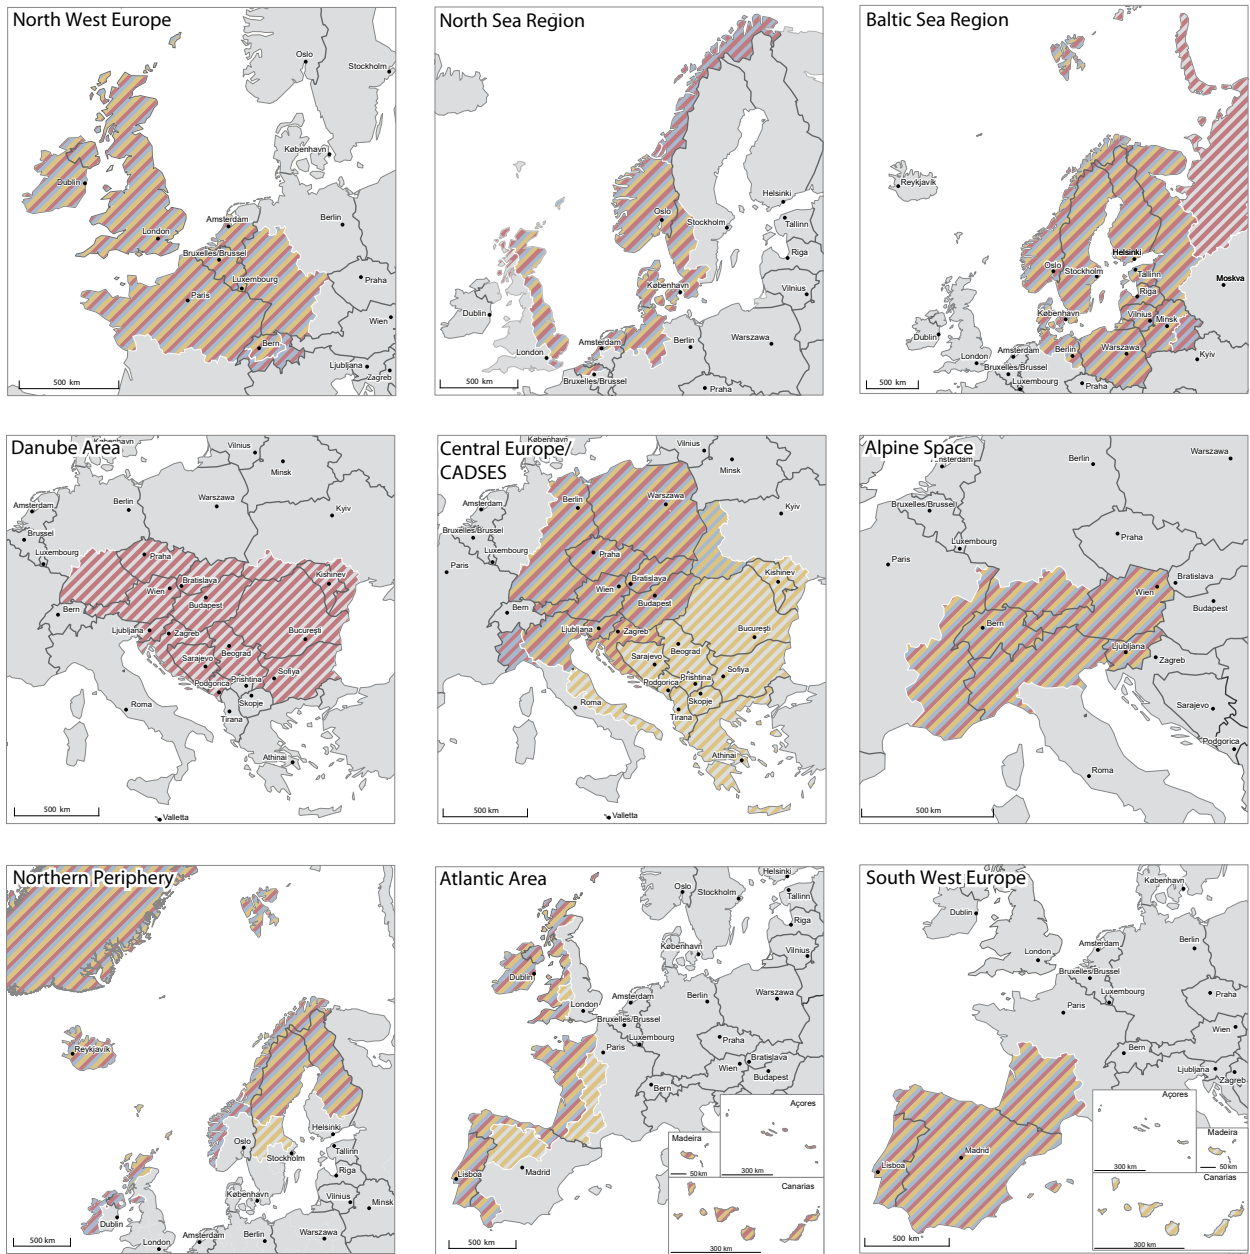 North West Europe
Oslo
Stockholm
København
Dublin
Berlin
Amsterdam
London
Bruxelles/Brussel
Luxembourg
Praha
Paris
Wien
Bern
Ljubljana
Zagreb
500 km
North Sea Region
Helsinki
Oslo
Stockholm
Tallinn
Riga
København
Vilnius
Dublin
Amsterdam
Berlin
Warszawa
London
Bruxelles/Brussel
Praha
500 km
Baltic Sea Region
Reykjavik
Helsinki
Oslo
Stockholm
Tallinn
Moskva
Riga
København
Vilnius
Minsk
Dublin
Berlin
Warszawa
Kyiv
London
Amsterdam
Bruxelles/Brussel
Luxembourg
Praha
500 km
Danube Area
København
Vilnius
Minsk
Amsterdam
Berlin
Warszawa
Kyiv
Brussel
Luxembourg
Praha
Kishinev
Wien
Bratislava
Budapest
Bern
Ljubljana
Zagreb
București
Beograd
Sarajevo
Sofiya
Prishtina
Podgorica
Skopje
Roma
Tirana
Athinai
500 km
Valletta
Central Europe/
CADSES
København
Vilnius
Minsk
Amsterdam
Berlin
Warszawa
Kyiv
Bruxelles/Brussel
Luxembourg
Praha
Paris
Kishinev
Wien
Bratislava
Budapest
Bern
Ljubljana
Zagreb
București
Beograd
Sarajevo
Sofiya
Prishtina
Podgorica
Skopje
Roma
Tirana
Athinai
500 km
Valletta
Alpine Space
Amsterdam
Berlin
Warszawa
Bruxelles/Brussel
Luxembourg
Praha
Paris
Bratislava
Wien
Budapest
Bern
Ljubljana
Zagreb
Sarajevo
Podgorica
Roma
500 km
Northern Periphery
Reykjavik
Helsinki
Oslo
Stockholm
Tallinn
Riga
København
Vilnius
Minsk
Dublin
Berlin
Warszawa
London
Amsterdam
500 km
Atlantic Area
Helsinki
Oslo
Stockholm
Tallinn
Riga
København
Vilnius
Dublin
London
Amsterdam
Berlin
Warszawa
Bruxelles/Brussel
Luxembourg
Paris
Praha
Wien
Bratislava
Budapest
Bern
Açores
Madeira
50 km
300 km
Lisboa
Madrid
Canarias
500 km
300 km
South West Europe
København
Dublin
London
Amsterdam
Berlin
Bruxelles/Brussel
Luxembourg
Praha
Paris
Wien
Bern
Ljubljana
Zagreb
Açores
Madeira
Madrid
Lisboa
300 km
50 km
Canarias
500 km
300 km